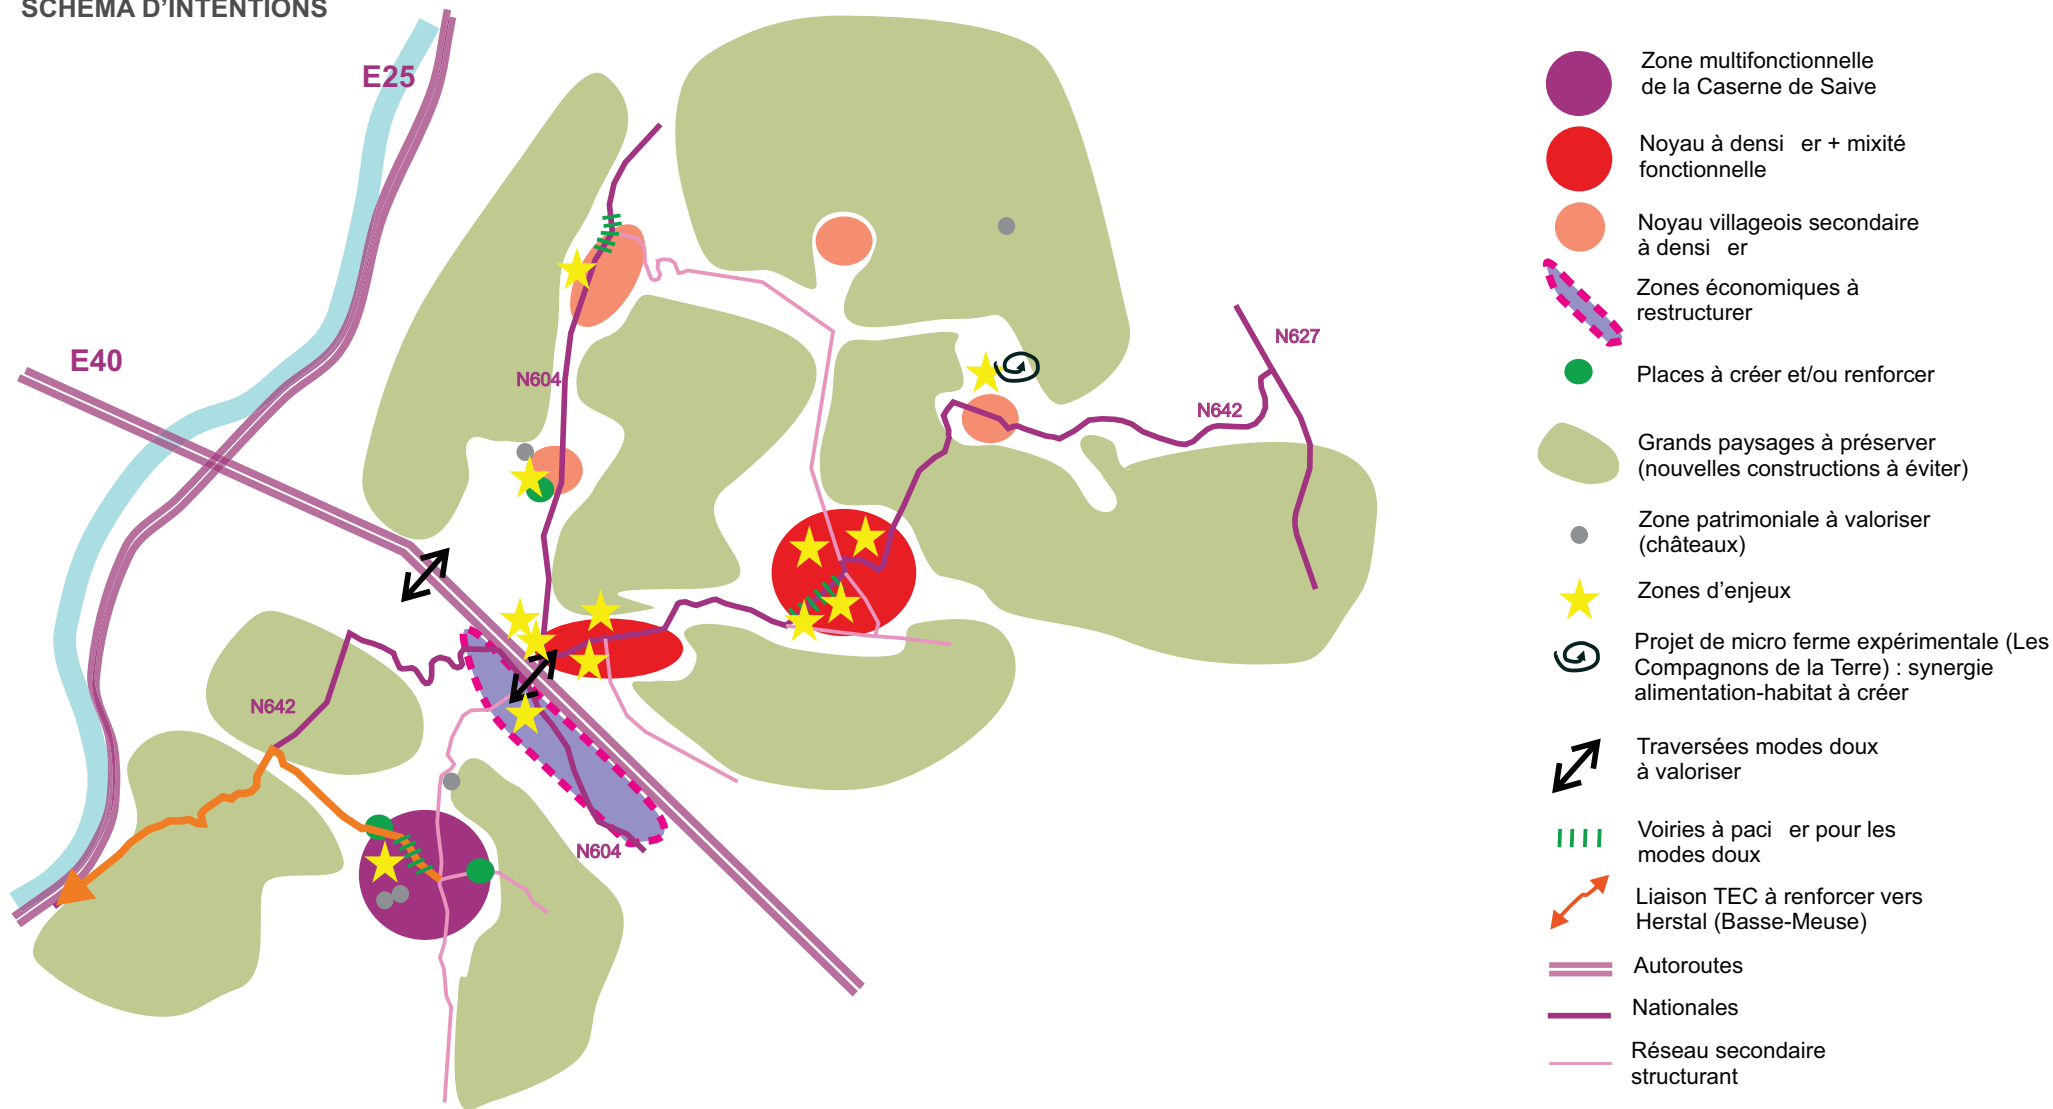 SCHÉMA D'INTENTIONS
E25
E40
N604
N627
N642
N642
N604
Zone multifonctionnelle
de la Caserne de Saive
Noyau à densi er + mixité
fonctionnelle
Noyau villageois secondaire
à densi er
Zones économiques à
restructurer
Places à créer et/ou renforcer
Grands paysages à préserver
(nouvelles constructions à éviter)
Zone patrimoniale à valoriser
(châteaux)
Zones d'enjeux
Projet de micro ferme expérimentale (Les
Compagnons de la Terre) : synergie
alimentation-habitat à créer
Traversées modes doux
à valoriser
Voiries à paci er pour les
modes doux
Liaison TEC à renforcer vers
Herstal (Basse-Meuse)
Autoroutes
Nationales
Réseau secondaire
structurant